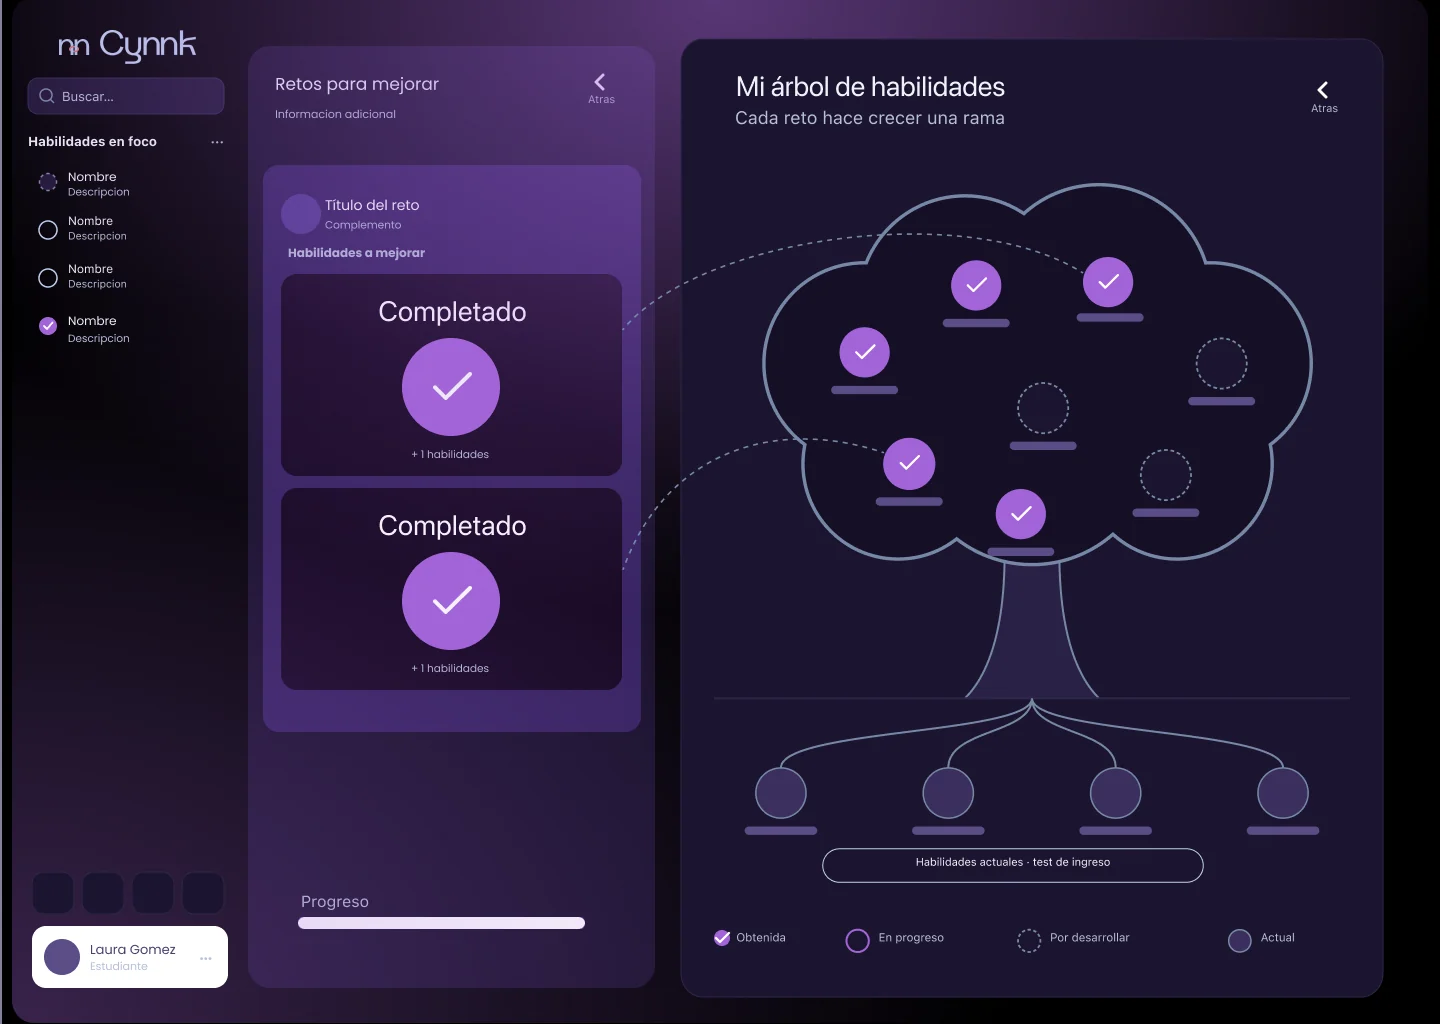 Cynnk
Buscar...
Habilidades en foco
Nombre
Descripcion
Nombre
Descripcion
Nombre
Descripcion
Nombre
Descripcion
Laura Gomez
Estudiante
Retos para mejorar
Atras
Informacion adicional
Título del reto
Complemento
Habilidades a mejorar
Completado
+ 1 habilidades
Completado
+ 1 habilidades
Progreso
Mi árbol de habilidades
Cada reto hace crecer una rama
Atras
Habilidades actuales · test de ingreso
Obtenida
En progreso
Por desarrollar
Actual